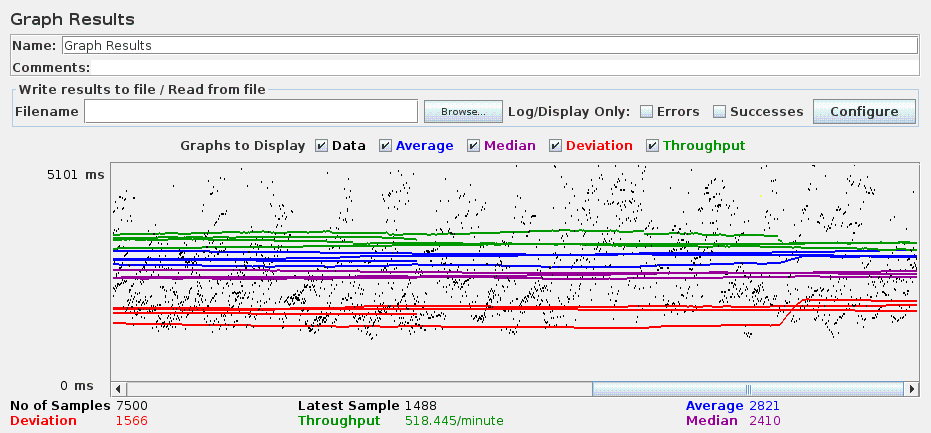 Graph Results
Name: Graph Results
Comments:
Write results to file / Read from file
Filename Browse... Log/Display Only: Errors Successes Configure
Graphs to Display Data Average Median Deviation Throughput
5101 ms
0 ms
No of Samples 7500 Latest Sample 1488 Average 2821
Deviation 1566 Throughput 518.445/minute Median 2410